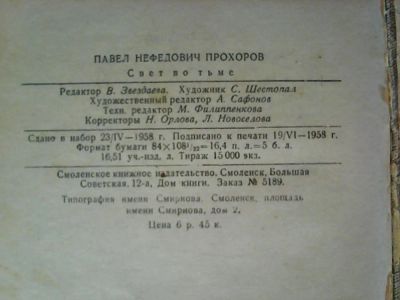 ПАВЕЛ НЕФЕДОВИЧ ПРОХОРОВ
Свет во тьме
Редактор В. Звездаева. Художник С. Шестопал
Художественный редактор А. Сафонов
Техн. редактор М. Филиппенкова
Корректоры Н. Орлова, Л. Новоселова
Сдано в набор 23/IV—1958 г. Подписано к печати 19/VI—1958 г.
Формат бумаги 84×108¹/₃₂=16,4 п. л.=5 б. л.
16,51 уч.-изд. л. Тираж 15 000 экз.
Смоленское книжное издательство. Смоленск, Большая
Советская, 12-а, Дом книги. Заказ № 5189.
Типография имени Смирнова. Смоленск, площадь
имени Смирнова, дом 2.
Цена 6 р. 45 к.